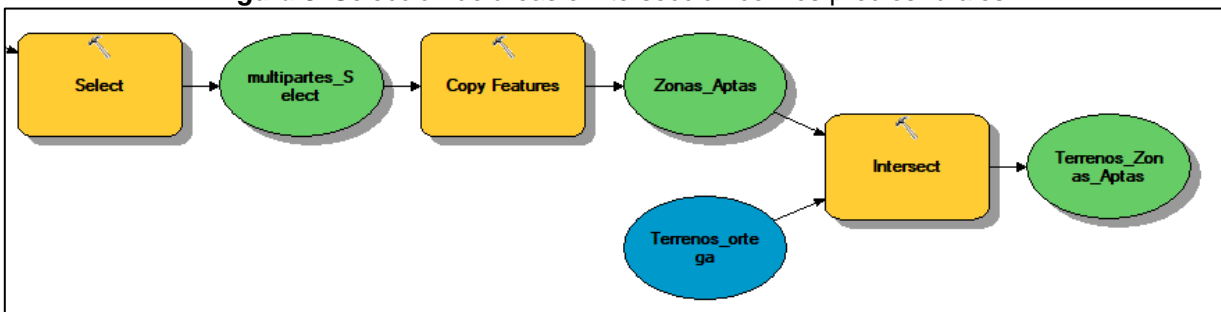 Select
multipartes_S
elect
Copy Features
Zonas_Aptas
Intersect
Terrenos_Zon
as_Aptas
Terrenos_orte
ga